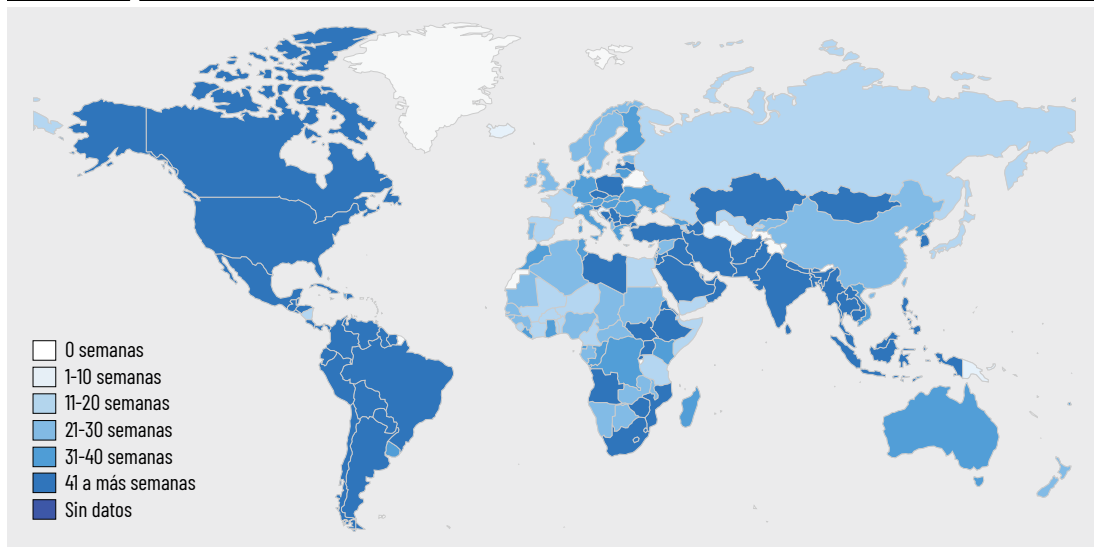 0 semanas
1-10 semanas
11-20 semanas
21-30 semanas
31-40 semanas
41 a más semanas
Sin datos